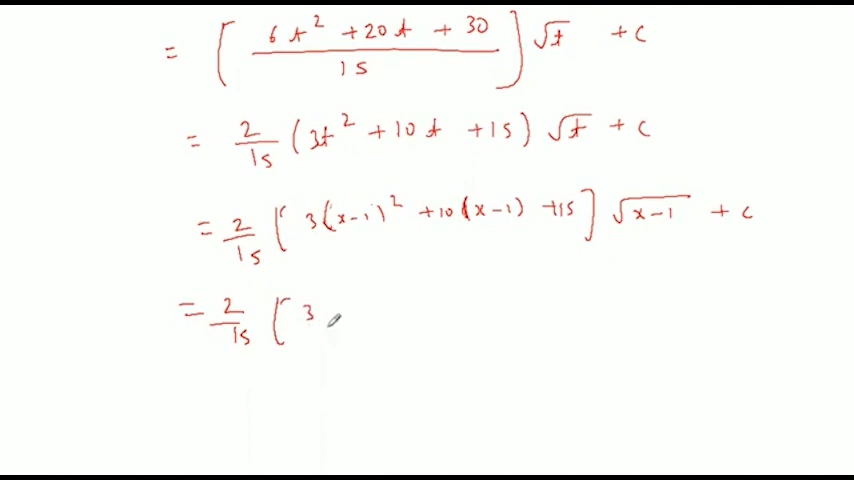 = [ (6t² + 20t + 30) / 15 ] √t + c
= 2/15 (3t² + 10t + 15) √t + c
= 2/15 [ 3(x-1)² + 10(x-1) + 15 ] √(x-1) + c
= 2/15 [ 3